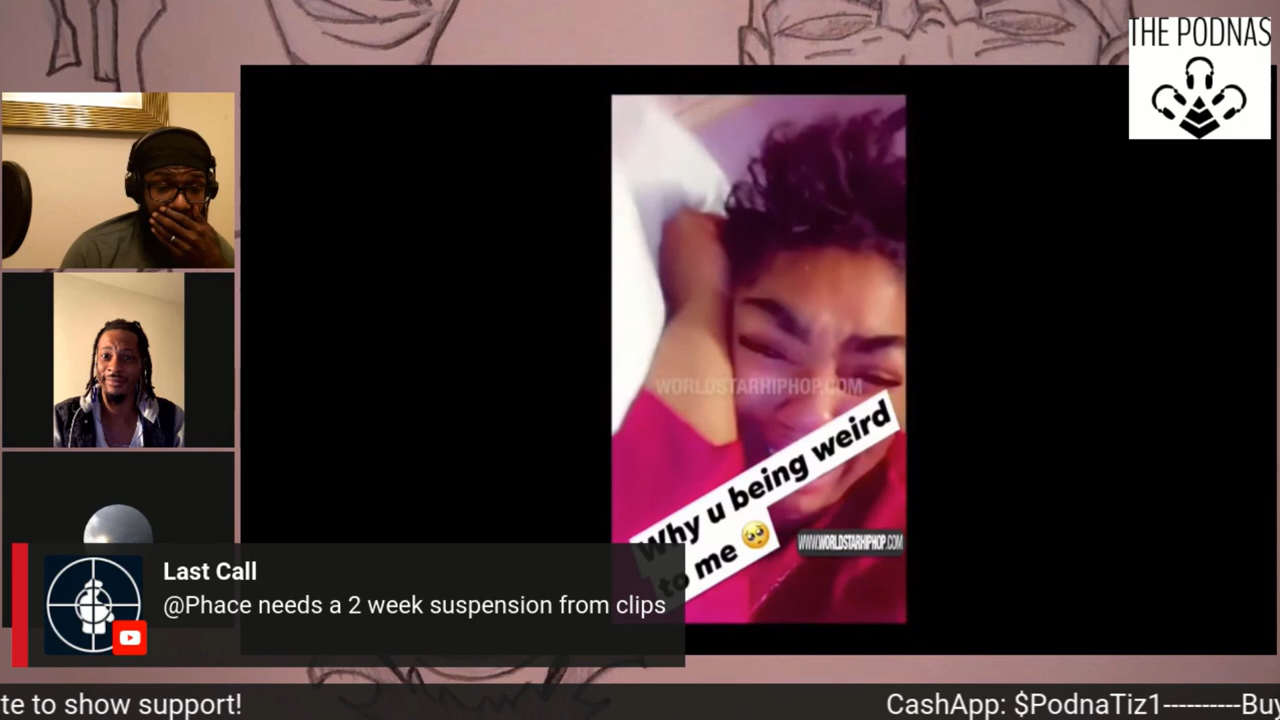 THE PODNAS
WORLDSTARHIPHOP.COM
Why u being weird
to me 🥺
WWW.WORLDSTARHIPHOP.COM
Last Call
@Phace needs a 2 week suspension from clips
te to show support!
CashApp: $PodnaTiz1----------Buy